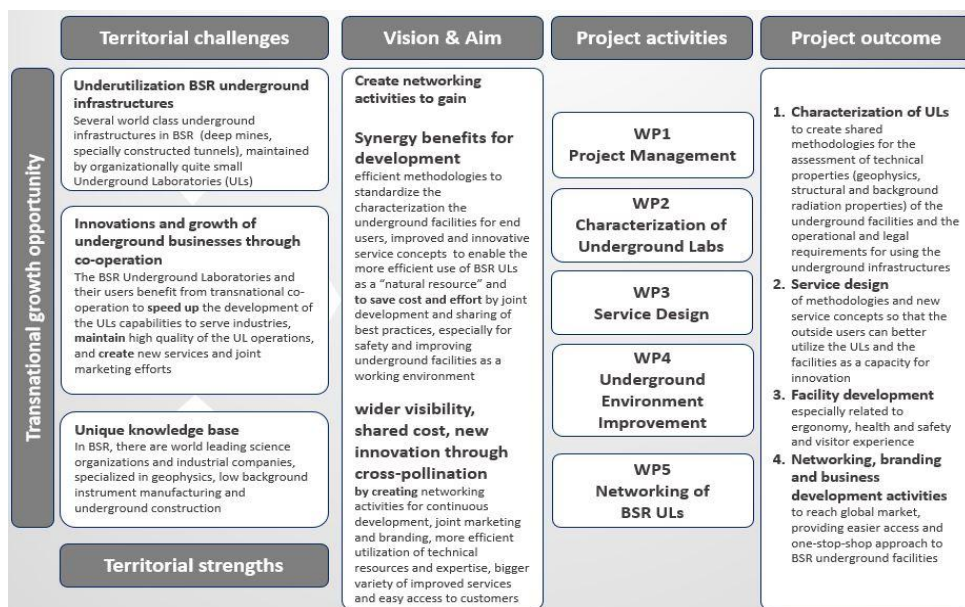 Territorial challenges
Vision & Aim
Project activities
Project outcome
Transnational growth opportunity
Underutilization BSR underground
infrastructures
Several world class underground
infrastructures in BSR (deep mines,
specially constructed tunnels), maintained
by organizationally quite small
Underground Laboratories (ULs)
Innovations and growth of
underground businesses through
co-operation
The BSR Underground Laboratories and
their users benefit from transnational co-
operation to speed up the development of
the ULs capabilities to serve industries,
maintain high quality of the UL operations,
and create new services and joint
marketing efforts
Unique knowledge base
In BSR, there are world leading science
organizations and industrial companies,
specialized in geophysics, low background
instrument manufacturing and
underground construction
Territorial strengths
Create networking
activities to gain
Synergy benefits for
development
efficient methodologies to
standardize the
characterization the
underground facilities for end
users, improved and innovative
service concepts to enable the
more efficient use of BSR ULs
as a “natural resource” and
to save cost and effort by joint
development and sharing of
best practices, especially for
safety and improving
underground facilities as a
working environment
wider visibility,
shared cost, new
innovation through
cross-pollination
by creating networking
activities for continuous
development, joint marketing
and branding, more efficient
utilization of technical
resources and expertise, bigger
variety of improved services
and easy access to customers
WP1
Project Management
WP2
Characterization of
Underground Labs
WP3
Service Design
WP4
Underground
Environment
Improvement
WP5
Networking of
BSR ULs
1. Characterization of ULs
to create shared
methodologies for the
assessment of technical
properties (geophysics,
structural and background
radiation properties) of the
underground facilities and the
operational and legal
requirements for using the
underground infrastructures
2. Service design
of methodologies and new
service concepts so that the
outside users can better
utilize the ULs and the
facilities as a capacity for
innovation
3. Facility development
especially related to
ergonomy, health and safety
and visitor experience
4. Networking, branding
and business
development activities
to reach global market,
providing easier access and
one-stop-shop approach to
BSR underground facilities